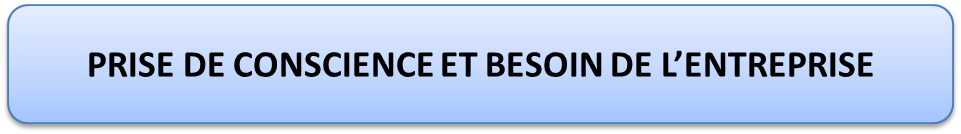 PRISE DE CONSCIENCE ET BESOIN DE L’ENTREPRISE